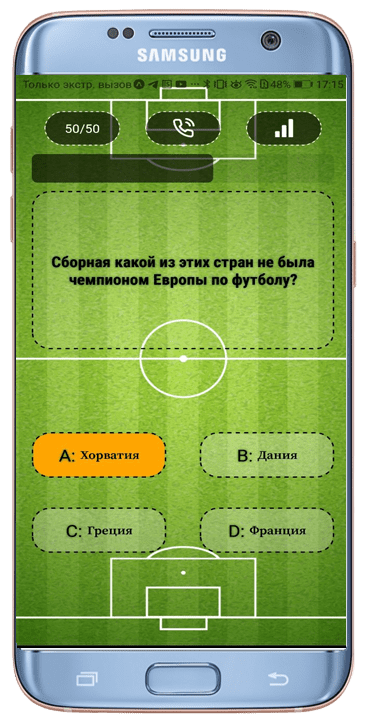 SAMSUNG
Только экстр. вызов 48% 17:15
50/50
Сборная какой из этих стран не была
чемпионом Европы по футболу?
A: Хорватия
B: Дания
C: Греция
D: Франция